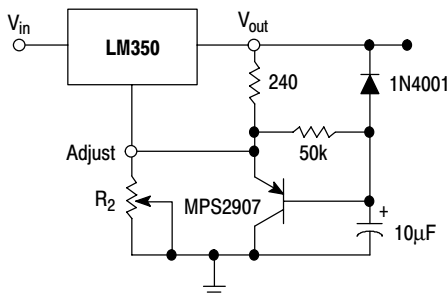 V_in
LM350
V_out
240
1N4001
50k
Adjust
R_2
MPS2907
+
10µF